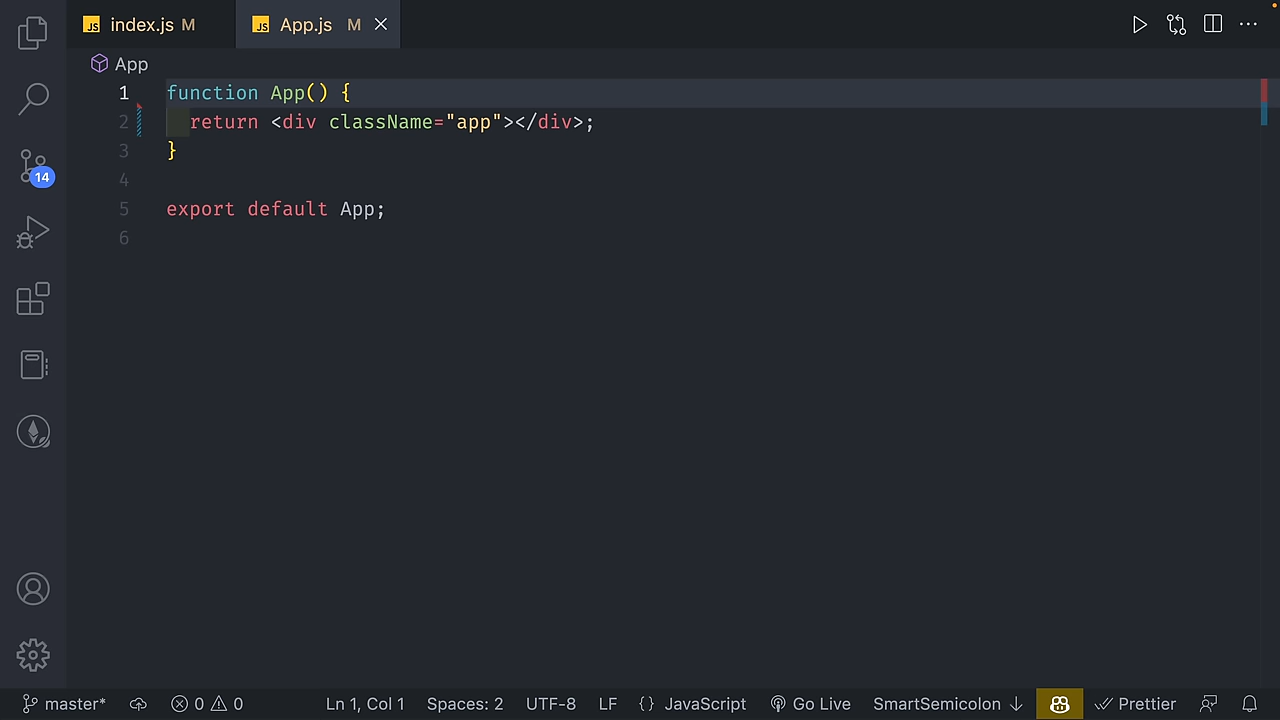 JS index.js M JS App.js M
App
1 function App() {
2 return <div className="app"></div>;
3 }
4
5 export default App;
6
14
master* 0 0 Ln 1, Col 1 Spaces: 2 UTF-8 LF {} JavaScript Go Live SmartSemicolon ↓ Prettier